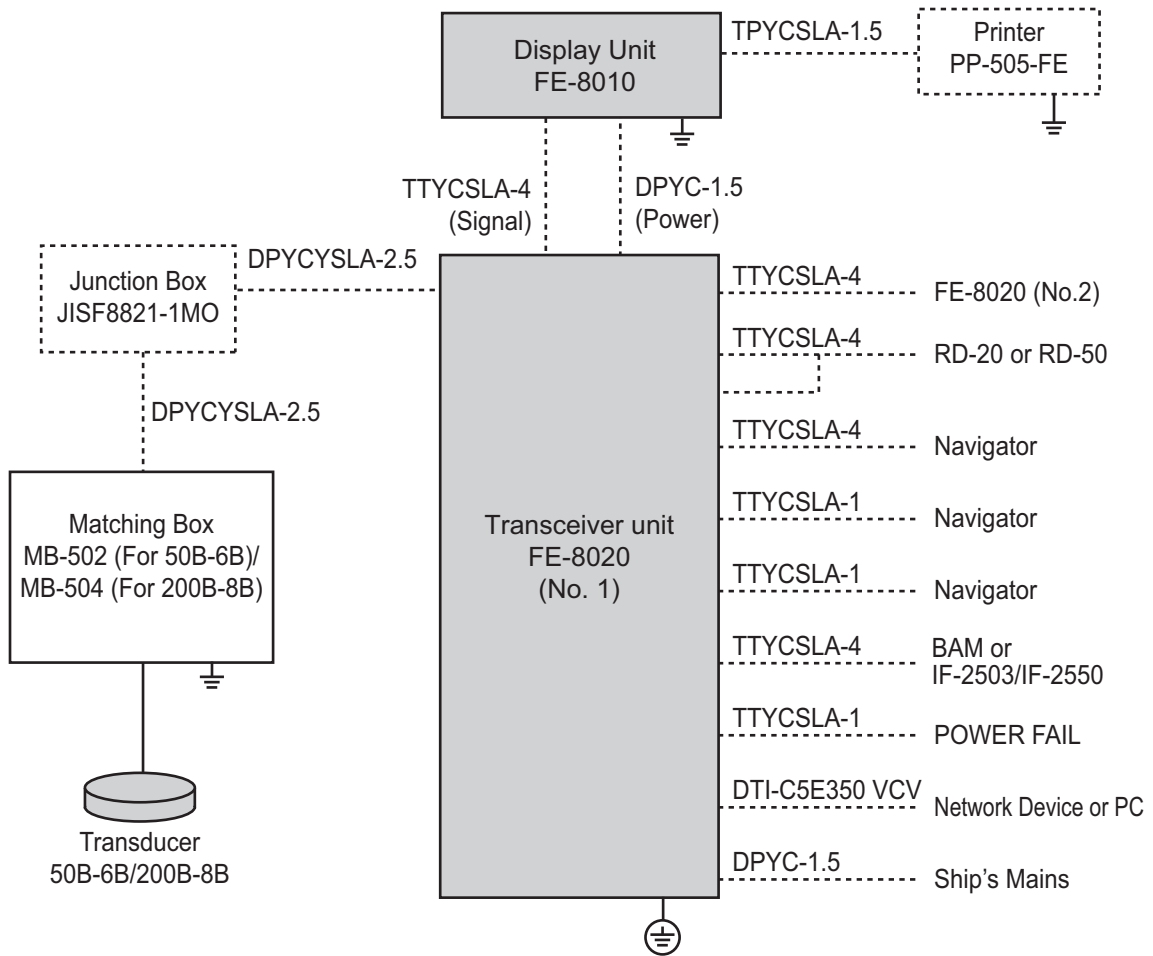 Display Unit
FE-8010
TPYCSLA-1.5
Printer
PP-505-FE
TTYCSLA-4
(Signal)
DPYC-1.5
(Power)
Junction Box
JISF8821-1MO
DPYCYSLA-2.5
DPYCYSLA-2.5
Matching Box
MB-502 (For 50B-6B)/
MB-504 (For 200B-8B)
Transducer
50B-6B/200B-8B
Transceiver unit
FE-8020
(No. 1)
TTYCSLA-4
FE-8020 (No.2)
TTYCSLA-4
RD-20 or RD-50
TTYCSLA-4
Navigator
TTYCSLA-1
Navigator
TTYCSLA-1
Navigator
TTYCSLA-4
BAM or
IF-2503/IF-2550
TTYCSLA-1
POWER FAIL
DTI-C5E350 VCV
Network Device or PC
DPYC-1.5
Ship's Mains